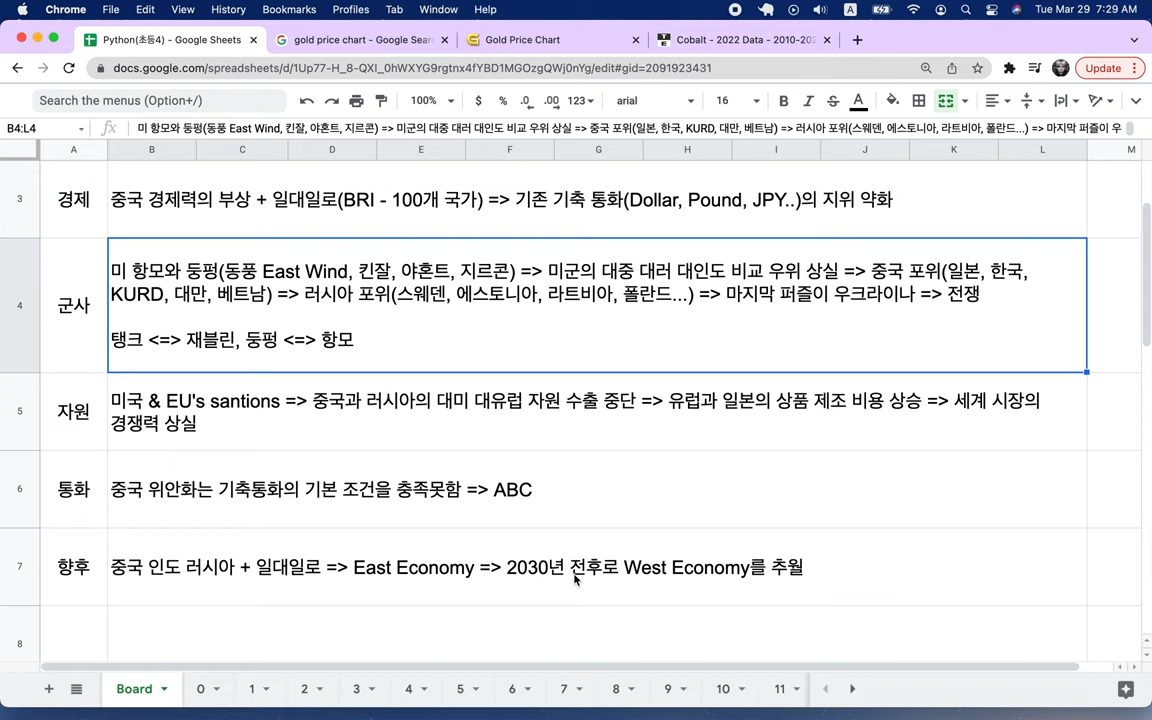 Chrome File Edit View History Bookmarks Profiles Tab Window Help A Tue Mar 29 7:29 AM
Python(초등4) - Google Sheets gold price chart - Google Sear Gold Price Chart Cobalt - 2022 Data - 2010-202
docs.google.com/spreadsheets/d/1Up77-H_8-QXI_0hWXYG9rgtnx4fYBD1MGOzgQWj0nYg/edit#gid=2091923431 Update
Search the menus (Option+/) 100% $ % .0 .00 123 arial 16 B I S A
B4:L4 fx 미 항모와 둥펑(동풍 East Wind, 킨잘, 야혼트, 지르콘) => 미군의 대중 대러 대인도 비교 우위 상실 => 중국 포위(일본, 한국, KURD, 대만, 베트남) => 러시아 포위(스웨덴, 에스토니아, 라트비아, 폴란드...) => 마지막 퍼즐이 우
A B C D E F G H I J K L M
3 경제 중국 경제력의 부상 + 일대일로(BRI - 100개 국가) => 기존 기축 통화(Dollar, Pound, JPY..)의 지위 약화
4 군사 미 항모와 둥펑(동풍 East Wind, 킨잘, 야혼트, 지르콘) => 미군의 대중 대러 대인도 비교 우위 상실 => 중국 포위(일본, 한국,
KURD, 대만, 베트남) => 러시아 포위(스웨덴, 에스토니아, 라트비아, 폴란드...) => 마지막 퍼즐이 우크라이나 => 전쟁
탱크 <=> 재블린, 둥펑 <=> 항모
5 자원 미국 & EU's santions => 중국과 러시아의 대미 대유럽 자원 수출 중단 => 유럽과 일본의 상품 제조 비용 상승 => 세계 시장의
경쟁력 상실
6 통화 중국 위안화는 기축통화의 기본 조건을 충족못함 => ABC
7 향후 중국 인도 러시아 + 일대일로 => East Economy => 2030년 전후로 West Economy를 추월
8
Board 0 1 2 3 4 5 6 7 8 9 10 11